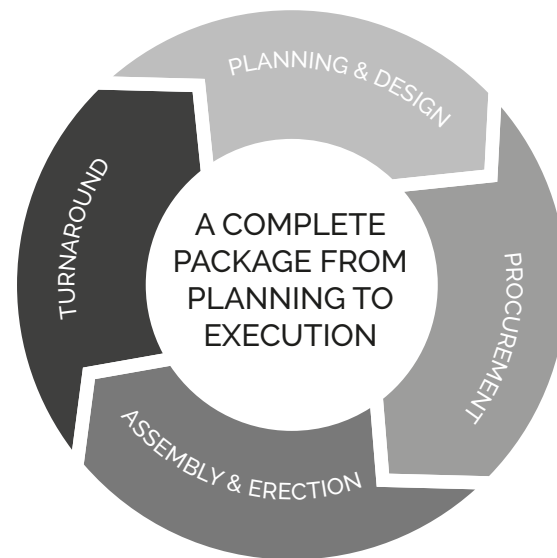 PLANNING & DESIGN
PROCUREMENT
ASSEMBLY & ERECTION
TURNAROUND
A COMPLETE
PACKAGE FROM
PLANNING TO
EXECUTION